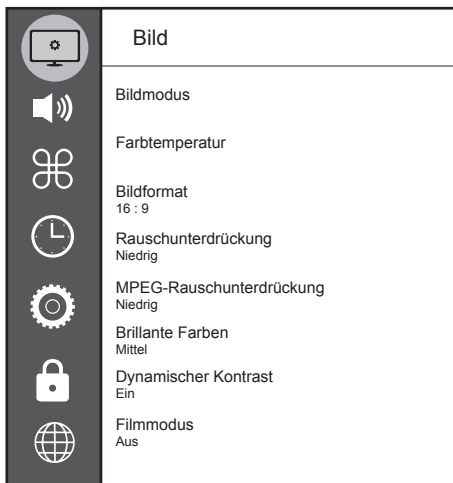 Bild
Bildmodus
Farbtemperatur
Bildformat
16 : 9
Rauschunterdrückung
Niedrig
MPEG-Rauschunterdrückung
Niedrig
Brillante Farben
Mittel
Dynamischer Kontrast
Ein
Filmmodus
Aus